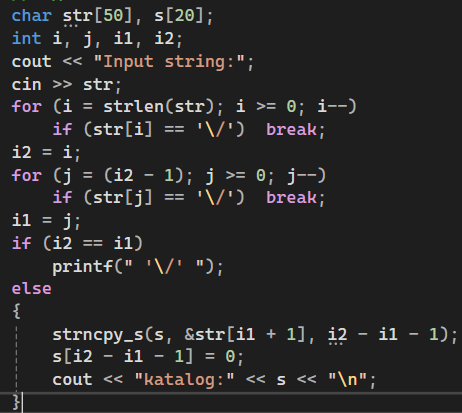 char str[50], s[20];
int i, j, i1, i2;
cout << "Input string:";
cin >> str;
for (i = strlen(str); i >= 0; i--)
    if (str[i] == '\/')  break;
i2 = i;
for (j = (i2 - 1); j >= 0; j--)
    if (str[j] == '\/')  break;
i1 = j;
if (i2 == i1)
    printf(" '\/' ");
else
{
    strncpy_s(s, &str[i1 + 1], i2 - i1 - 1);
    s[i2 - i1 - 1] = 0;
    cout << "katalog:" << s << "\n";
}